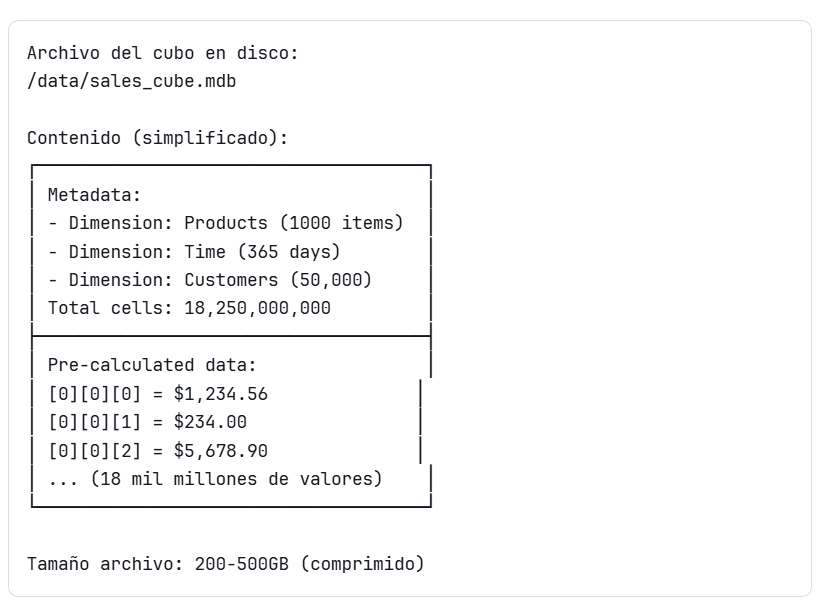 Archivo del cubo en disco:
/data/sales_cube.mdb
Contenido (simplificado):
Metadata:
- Dimension: Products (1000 items)
- Dimension: Time (365 days)
- Dimension: Customers (50,000)
Total cells: 18,250,000,000
Pre-calculated data:
[0][0][0] = $1,234.56
[0][0][1] = $234.00
[0][0][2] = $5,678.90
... (18 mil millones de valores)
Tamaño archivo: 200-500GB (comprimido)